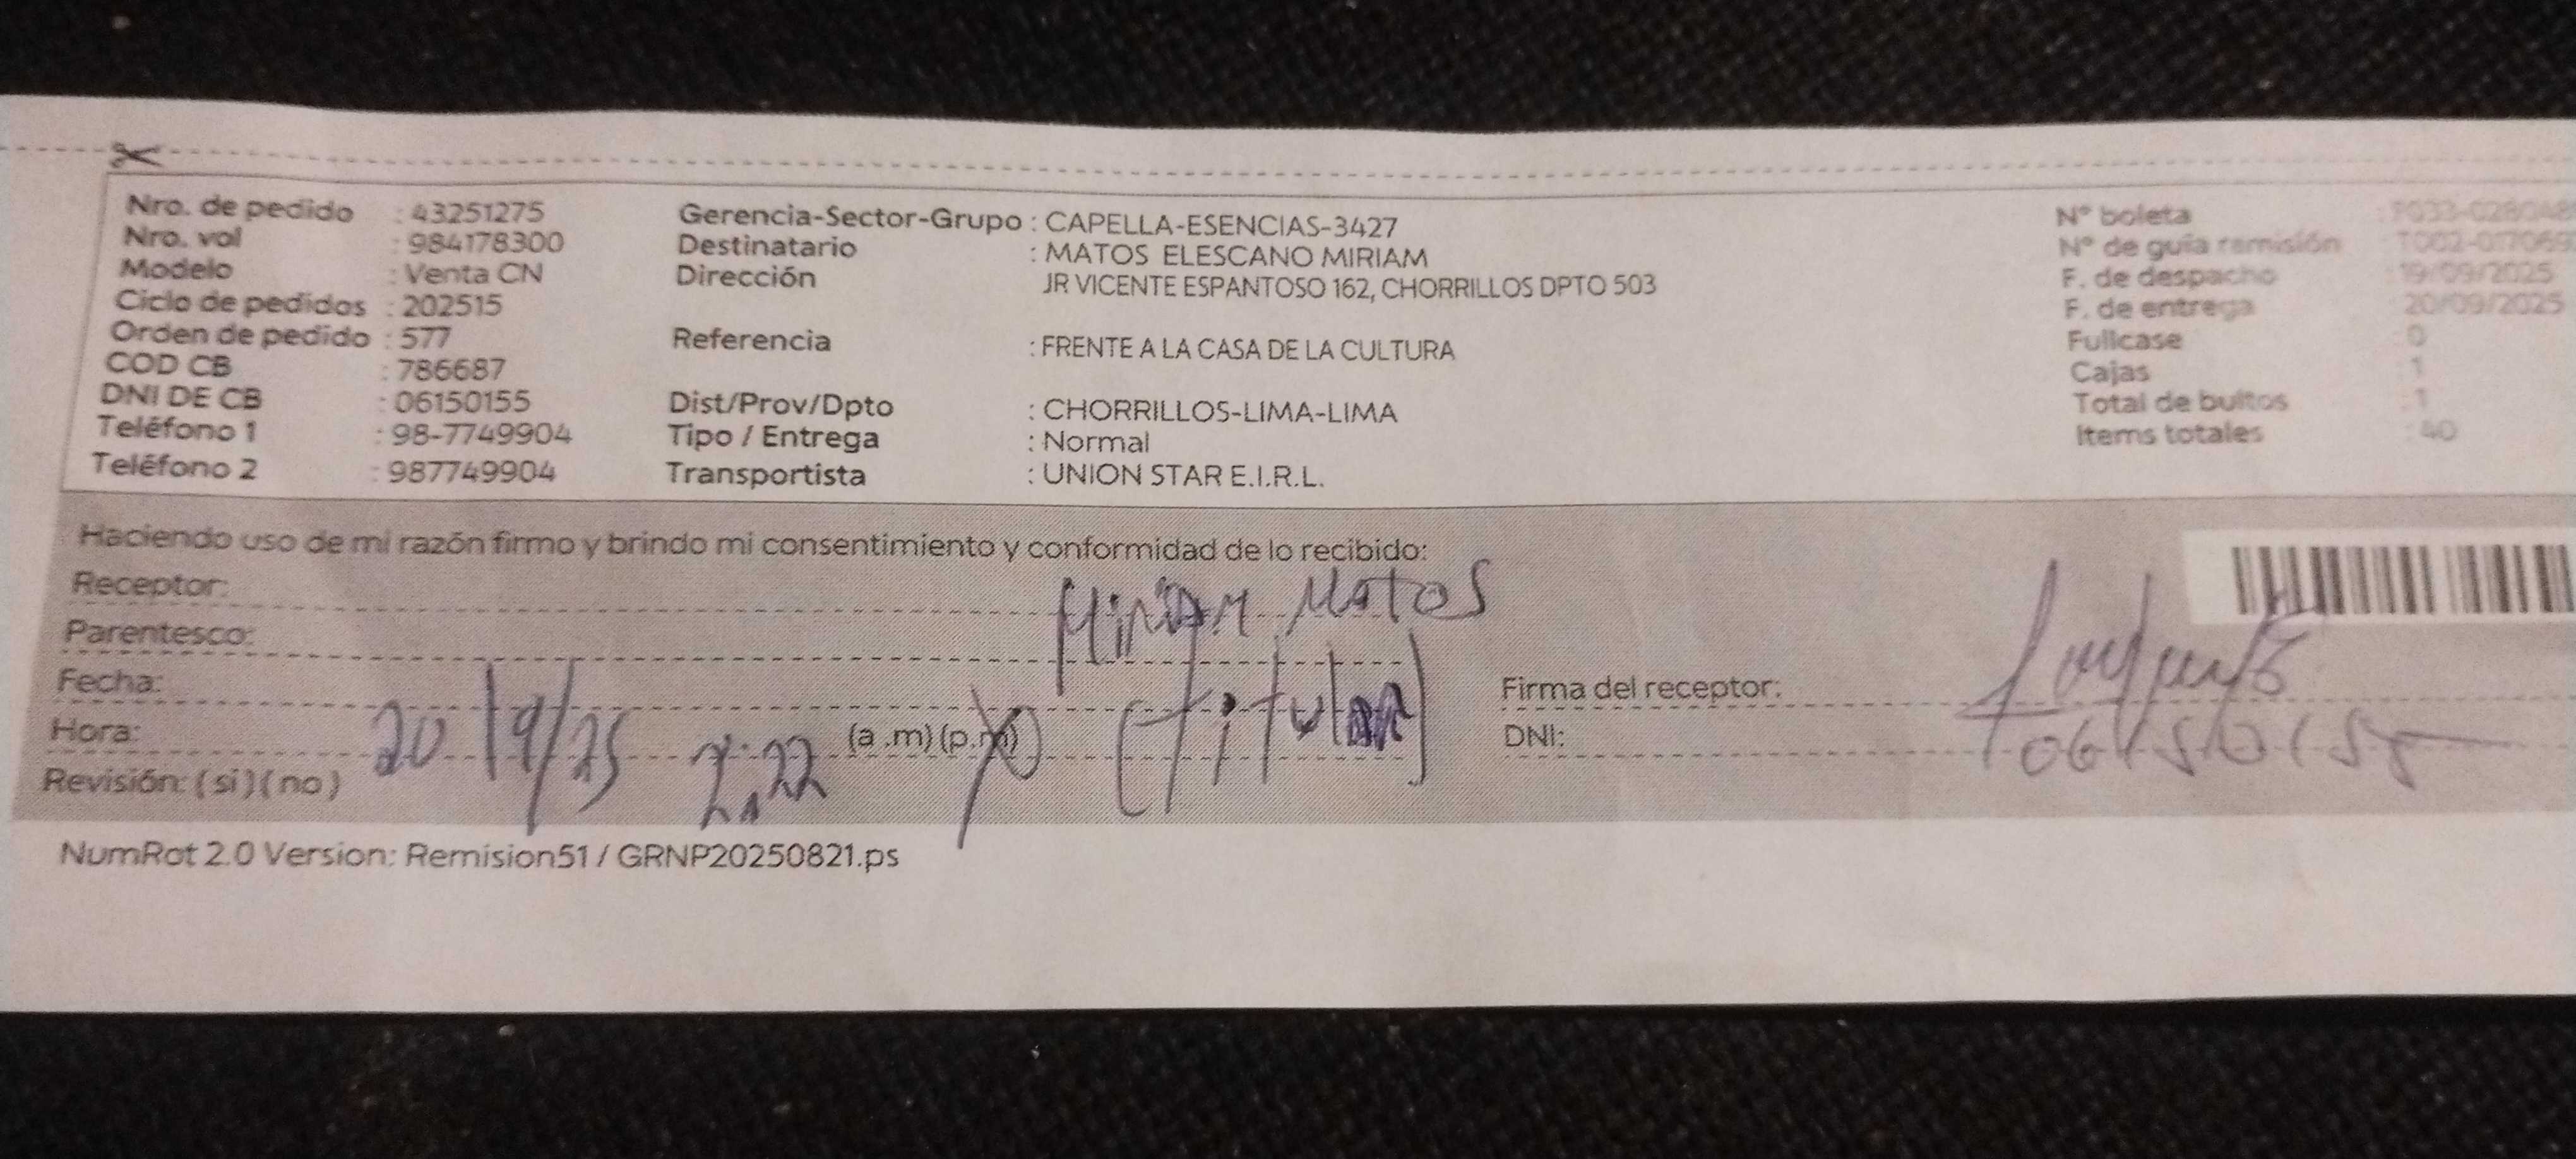 Nro. de pedido : 43251275 Gerencia-Sector-Grupo : CAPELLA-ESENCIAS-3427 N° boleta
Nro. vol : 984178300 Destinatario : MATOS ELESCANO MIRIAM N° de guia remisión
Modelo : Venta CN Dirección JR VICENTE ESPANTOSO 162, CHORRILLOS DPTO 503 F. de despacho : 19/09/2025
Ciclo de pedidos : 202515 F. de entrega 20/09/2025
Orden de pedido : 577 Referencia : FRENTE A LA CASA DE LA CULTURA Fullcase : 0
COD CB : 786687 Cajas : 1
DNI DE CB : 06150155 Dist/Prov/Dpto : CHORRILLOS-LIMA-LIMA Total de bultos : 1
Teléfono 1 : 98-7749904 Tipo / Entrega : Normal Items totales : 40
Teléfono 2 : 987749904 Transportista : UNION STAR E.I.R.L.
Haciendo uso de mi razón firmo y brindo mi consentimiento y conformidad de lo recibido:
Receptor: Miriam Matos
Parentesco: (titular)
Fecha: 20/9/25 Firma del receptor:
Hora: 2:22 (a .m) (p.m) DNI: 06150155
Revisión: ( si ) ( no )
NumRot 2.0 Version: Remision51 / GRNP20250821.ps